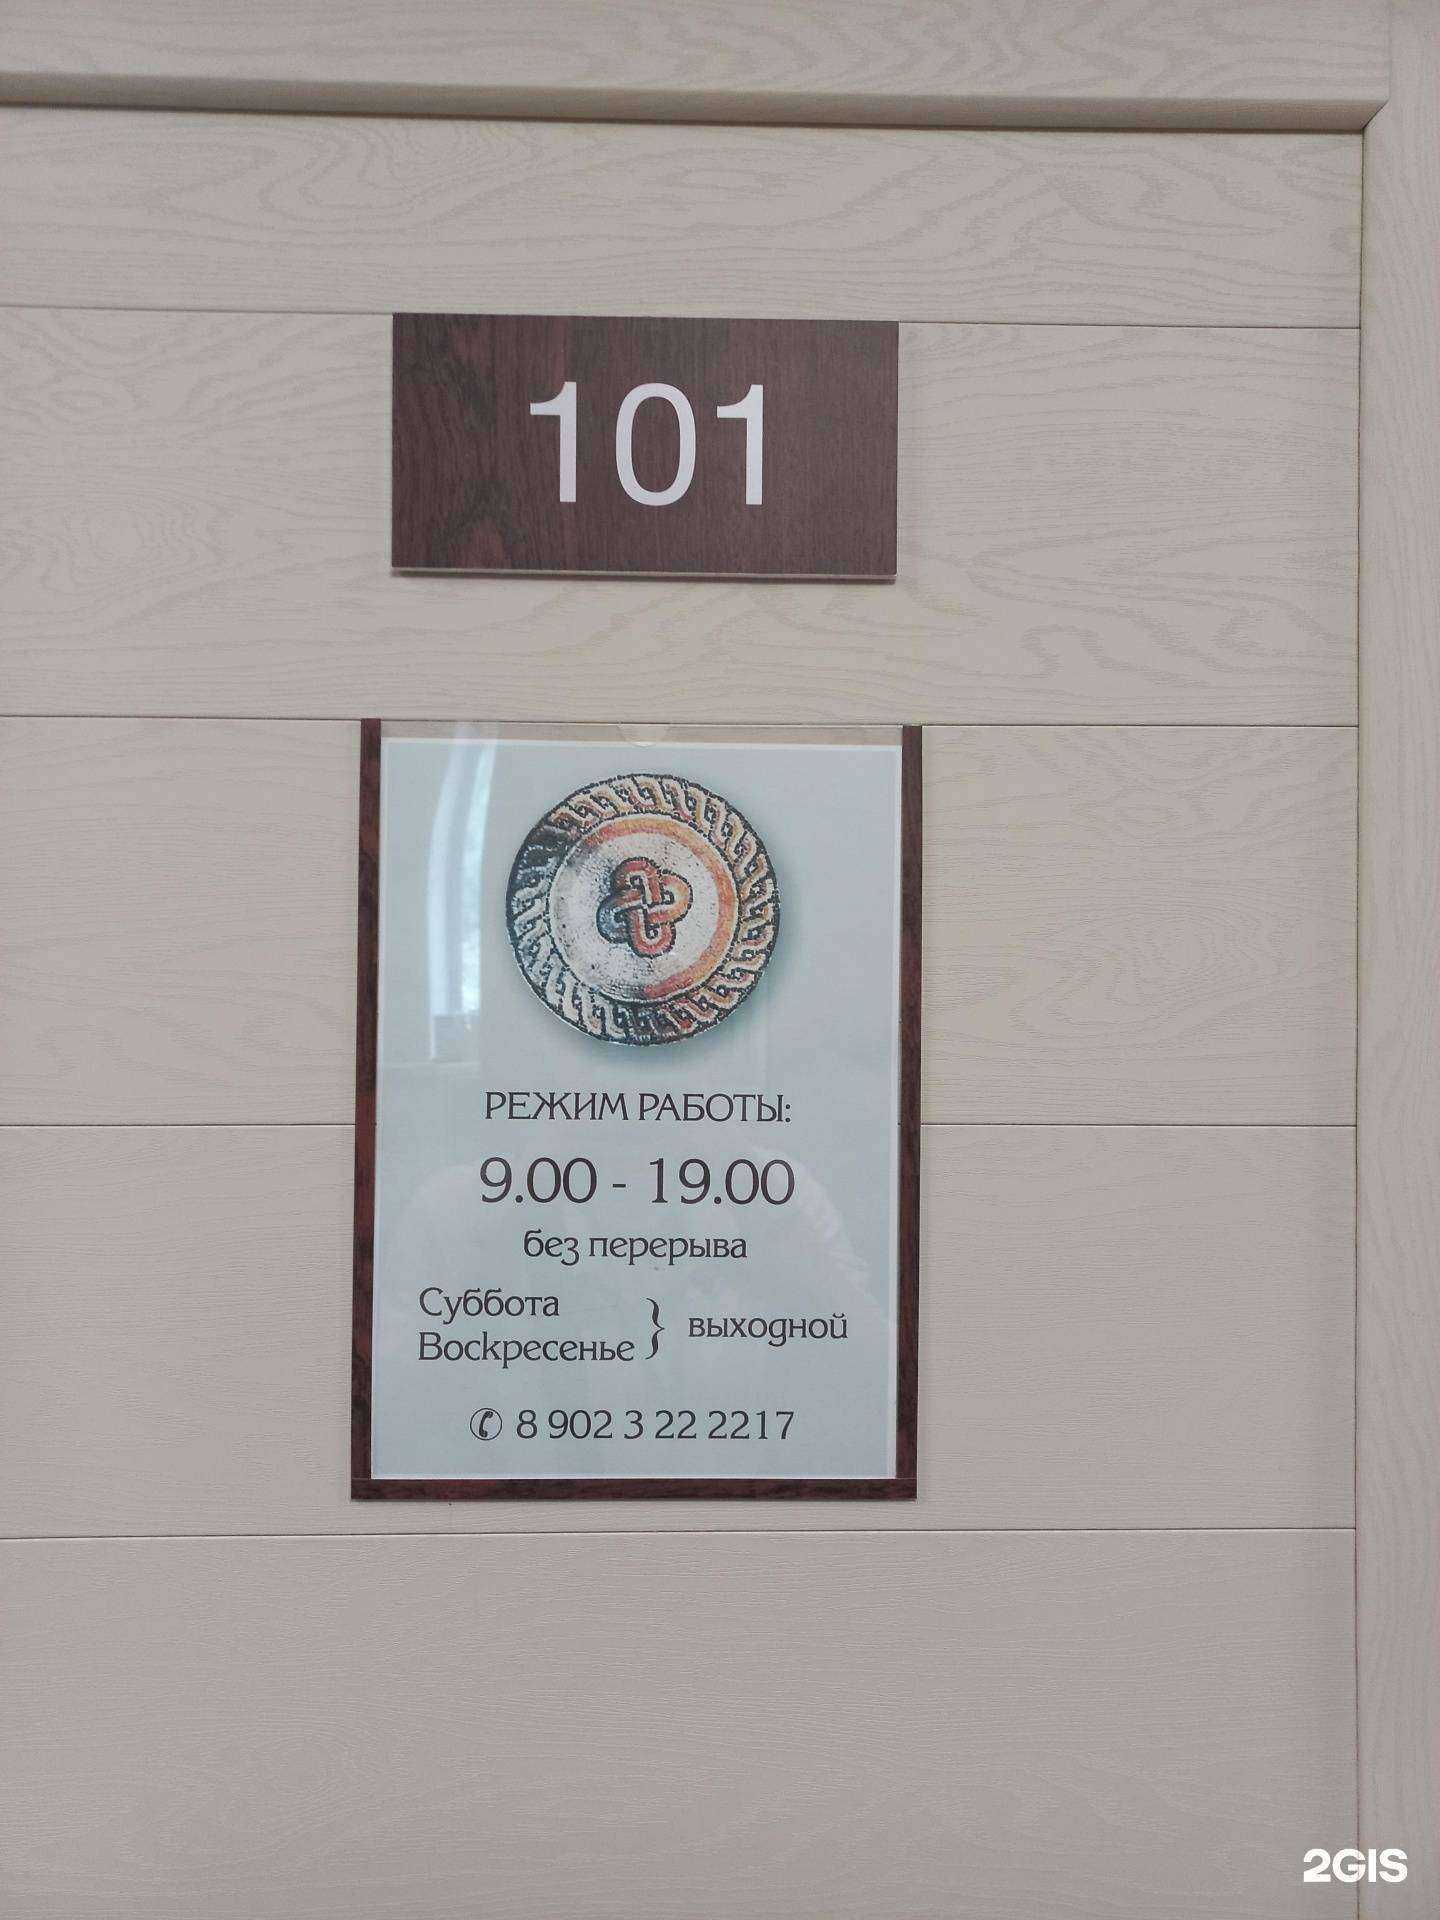 101
РЕЖИМ РАБОТЫ:
9.00 - 19.00
без перерыва
Суббота
Воскресенье } выходной
✆ 8 902 3 22 2217
2GIS